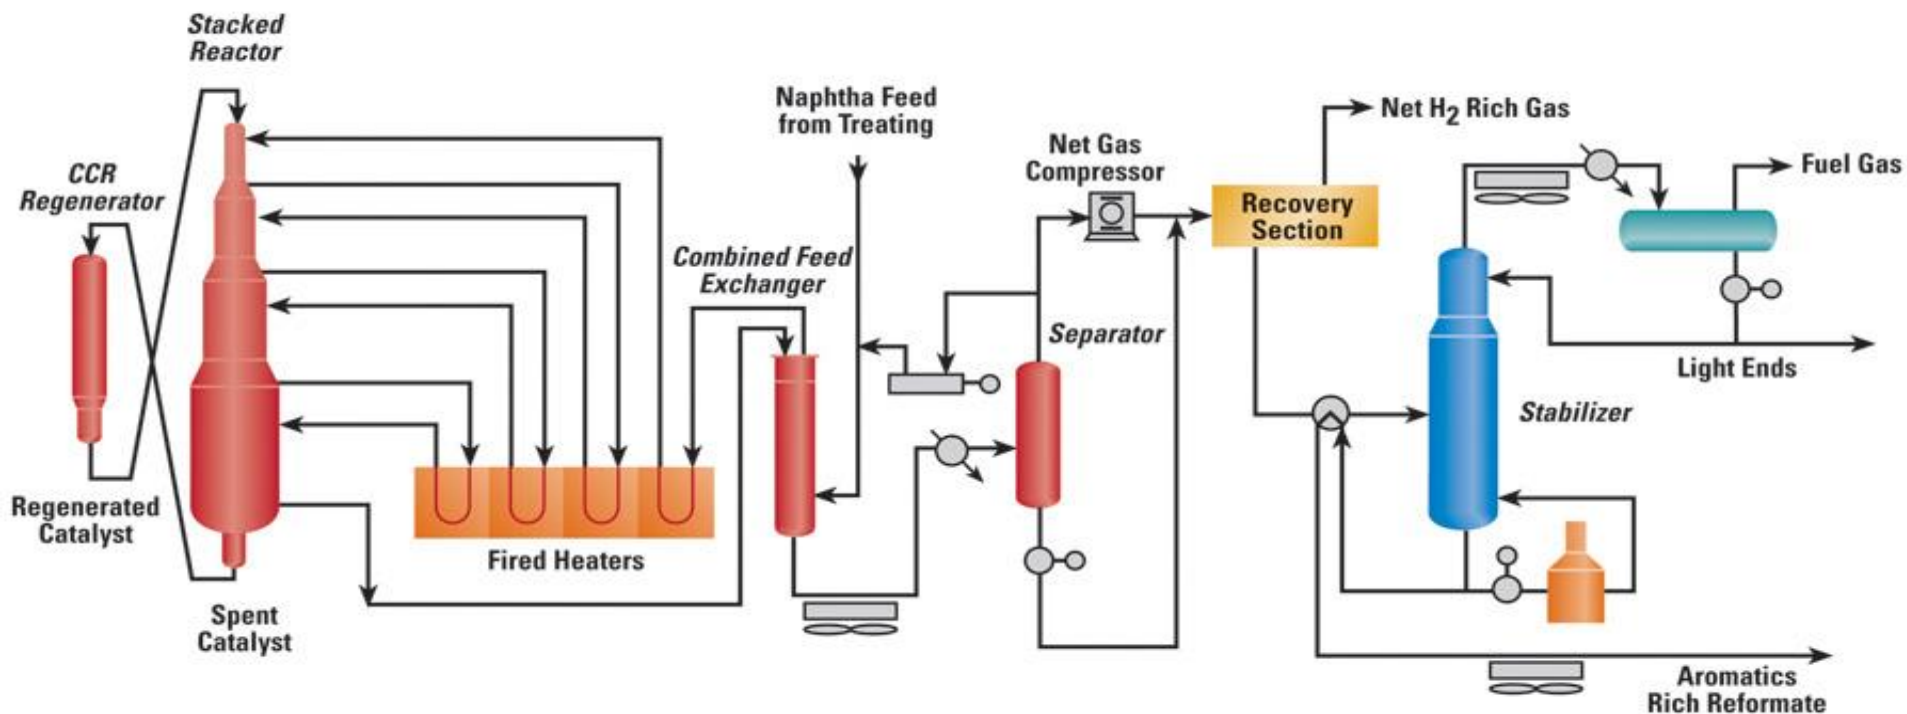 Stacked
Reactor
CCR
Regenerator
Regenerated
Catalyst
Spent
Catalyst
Fired Heaters
Combined Feed
Exchanger
Naphtha Feed
from Treating
Separator
Net Gas
Compressor
Recovery
Section
Net H2 Rich Gas
Fuel Gas
Light Ends
Stabilizer
Aromatics
Rich Reformate